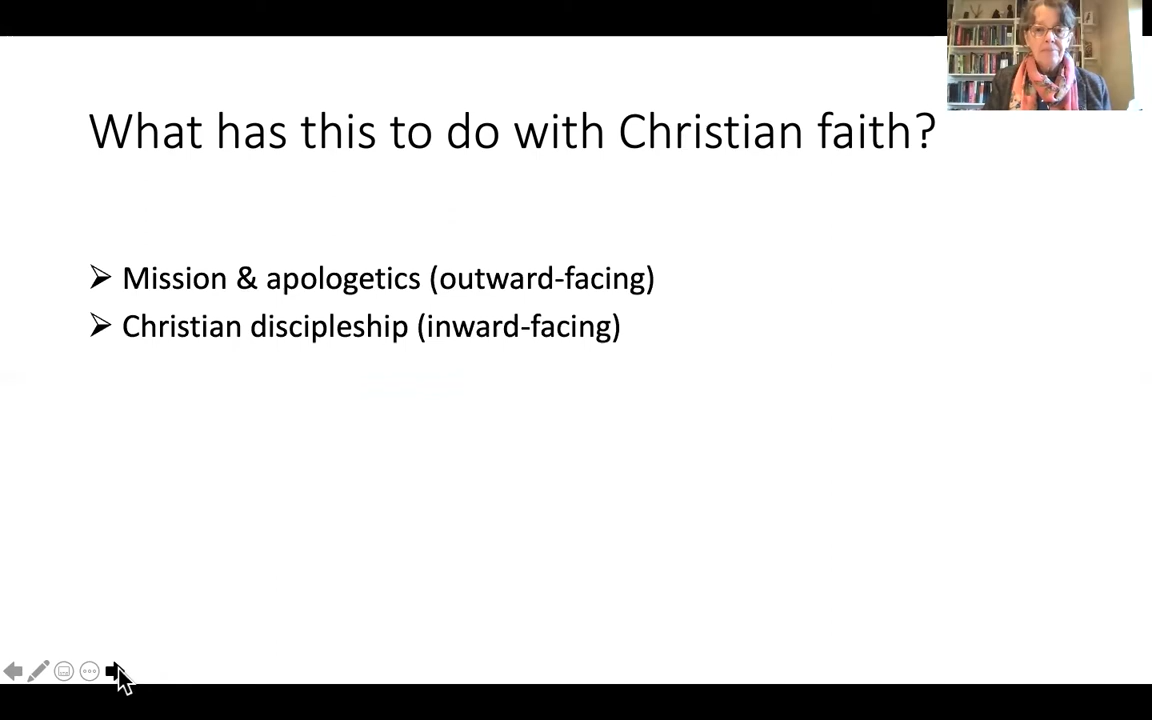 What has this to do with Christian faith?
Mission & apologetics (outward-facing)
Christian discipleship (inward-facing)